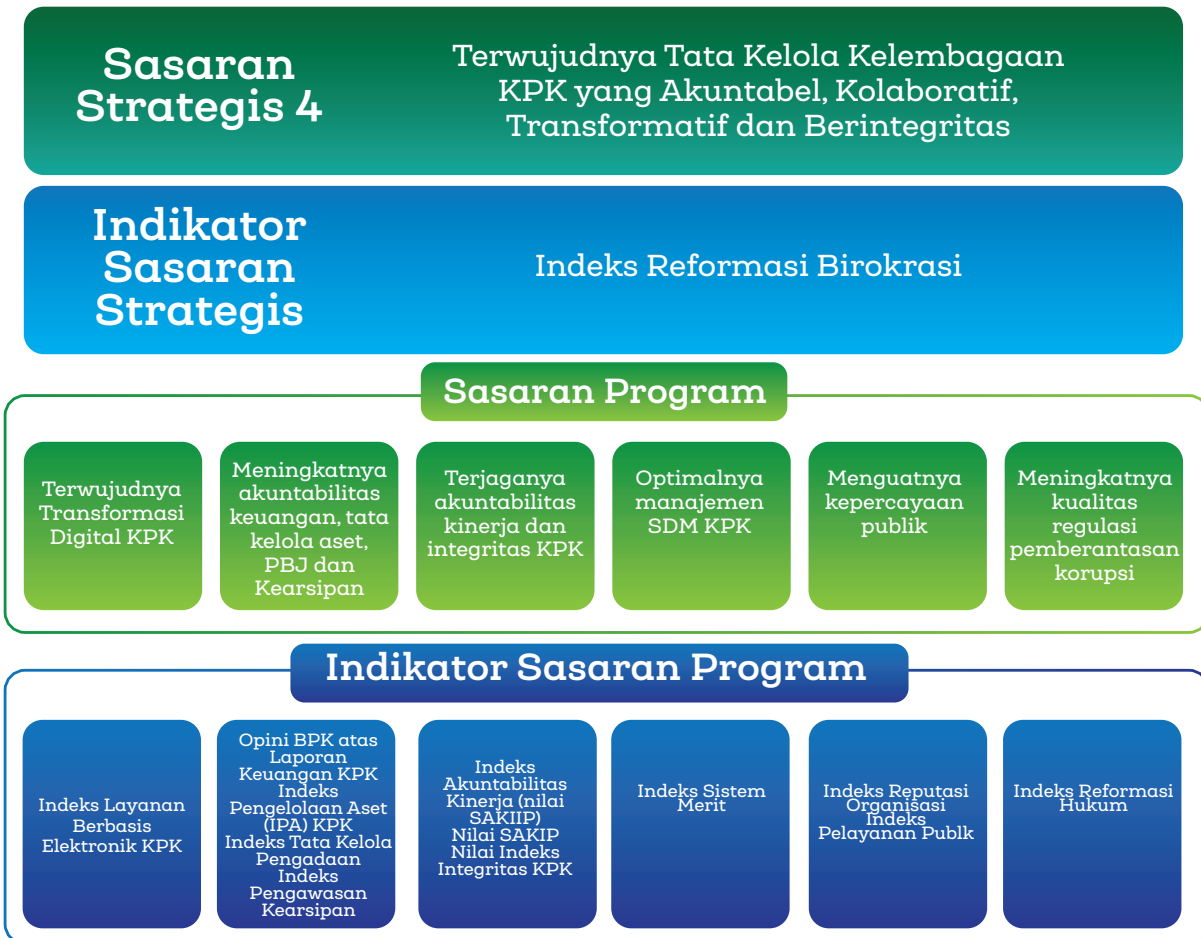 Sasaran
Strategis 4
Terwujudnya Tata Kelola Kelembagaan
KPK yang Akuntabel, Kolaboratif,
Transformatif dan Berintegritas
Indikator
Sasaran
Strategis
Indeks Reformasi Birokrasi
Sasaran Program
Terwujudnya
Transformasi
Digital KPK
Meningkatnya
akuntabilitas
keuangan, tata
kelola aset,
PBJ dan
Kearsipan
Terjaganya
akuntabilitas
kinerja dan
integritas KPK
Optimalnya
manajemen
SDM KPK
Menguatnya
kepercayaan
publik
Meningkatnya
kualitas
regulasi
pemberantasan
korupsi
Indikator Sasaran Program
Indeks Layanan
Berbasis
Elektronik KPK
Opini BPK atas
Laporan
Keuangan KPK
Indeks
Pengelolaan Aset
(IPA) KPK
Indeks Tata Kelola
Pengadaan
Indeks
Pengawasan
Kearsipan
Indeks
Akuntabilitas
Kinerja (nilai
SAKIIP)
Nilai SAKIP
Nilai Indeks
Integritas KPK
Indeks Sistem
Merit
Indeks Reputasi
Organisasi
Indeks
Pelayanan Publk
Indeks Reformasi
Hukum